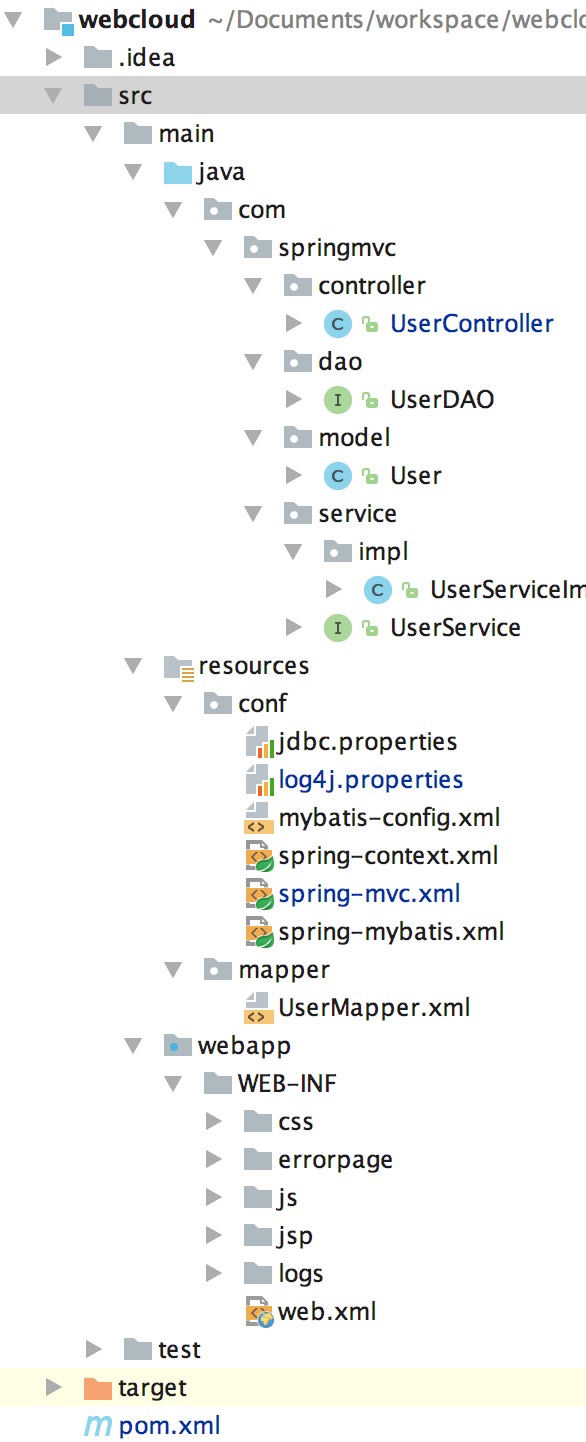 webcloud ~/Documents/workspace/webclo
.idea
src
main
java
com
springmvc
controller
C UserController
dao
I UserDAO
model
C User
service
impl
C UserServiceIm
I UserService
resources
conf
jdbc.properties
log4j.properties
<> mybatis-config.xml
<> spring-context.xml
<> spring-mvc.xml
<> spring-mybatis.xml
mapper
<> UserMapper.xml
webapp
WEB-INF
css
errorpage
js
jsp
logs
<> web.xml
test
target
m pom.xml